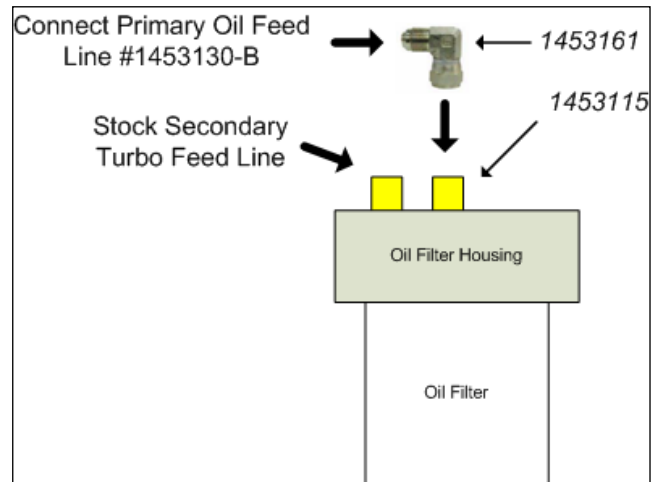 Connect Primary Oil Feed
Line #1453130-B
1453161
1453115
Stock Secondary
Turbo Feed Line
Oil Filter Housing
Oil Filter